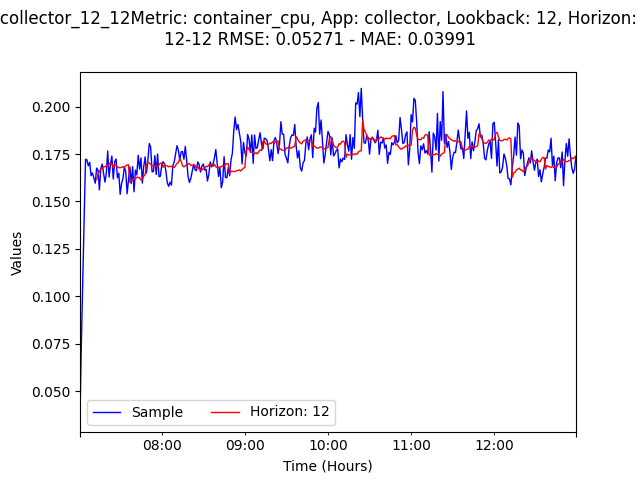 collector_12_12Metric: container_cpu, App: collector, Lookback: 12, Horizon:
12-12 RMSE: 0.05271 - MAE: 0.03991
0.200
0.175
0.150
0.125
0.100
0.075
0.050
Values
Sample
Horizon: 12
08:00
09:00
10:00
11:00
12:00
Time (Hours)